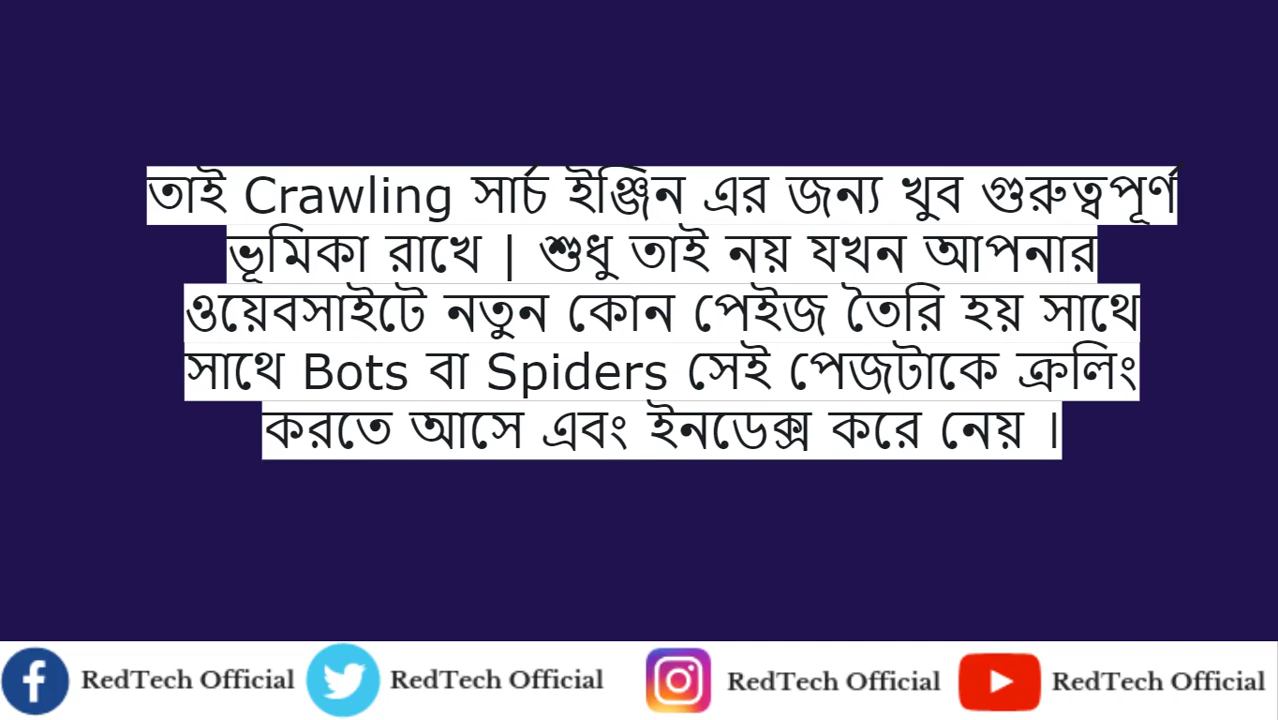 তাই Crawling সার্চ ইঞ্জিন এর জন্য খুব গুরুত্বপূর্ণ
ভূমিকা রাখে | শুধু তাই নয় যখন আপনার
ওয়েবসাইটে নতুন কোন পেইজ তৈরি হয় সাথে
সাথে Bots বা Spiders সেই পেজটাকে ক্রলিং
করতে আসে এবং ইনডেক্স করে নেয় ।
RedTech Official RedTech Official RedTech Official RedTech Official